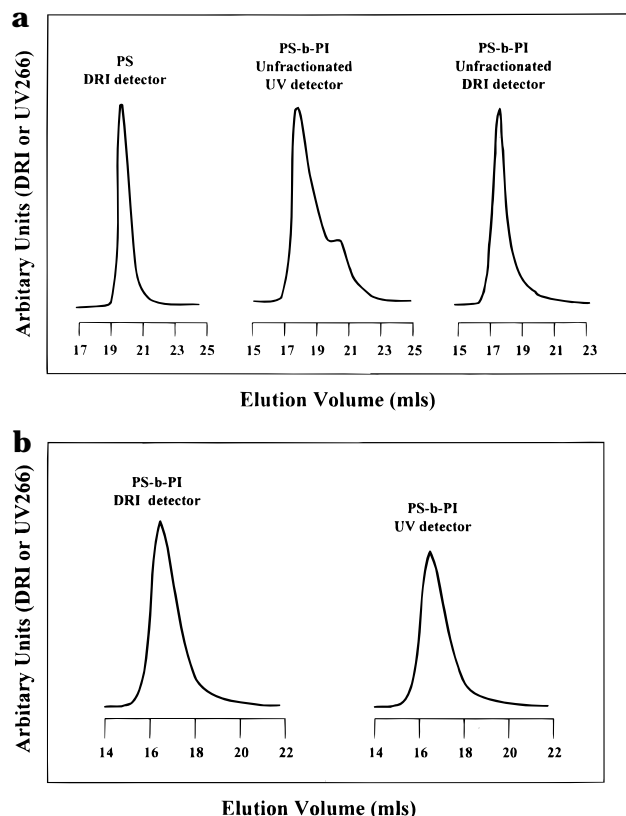 a
PS
DRI detector
PS-b-PI
Unfractionated
UV detector
PS-b-PI
Unfractionated
DRI detector
Arbitary Units (DRI or UV266)
17 19 21 23 25
15 17 19 21 23 25
15 17 19 21 23
Elution Volume (mls)
b
PS-b-PI
DRI detector
PS-b-PI
UV detector
Arbitary Units (DRI or UV266)
14 16 18 20 22
14 16 18 20 22
Elution Volume (mls)